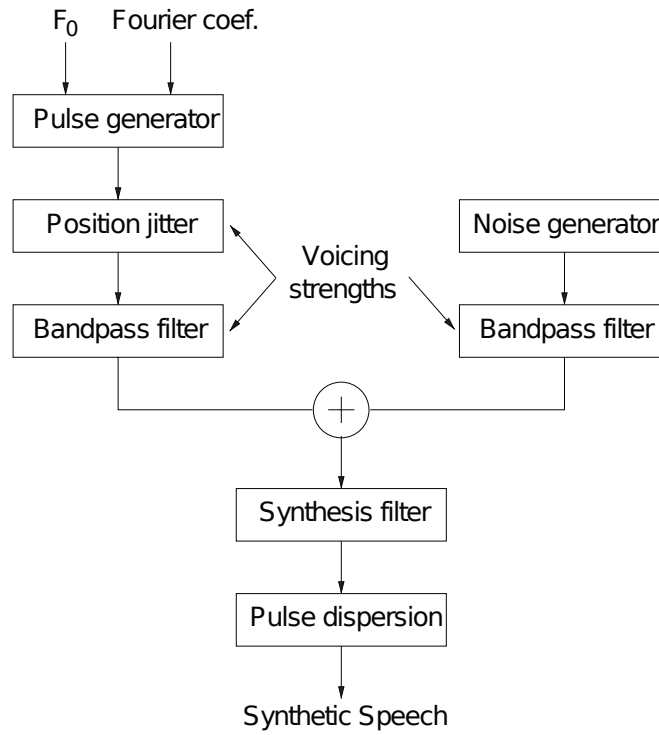 F0 Fourier coef.
Pulse generator
Position jitter
Noise generator
Voicing
strengths
Bandpass filter
Bandpass filter
+
Synthesis filter
Pulse dispersion
Synthetic Speech